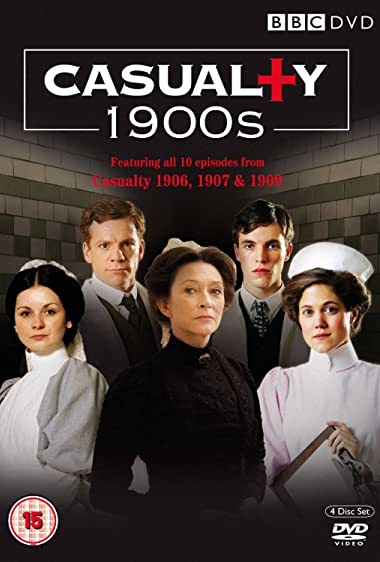 BBC DVD
CASUALTY
1900s
Featuring all 10 episodes from
Casualty 1906, 1907 & 1909
15
4 Disc Set
DVD
VIDEO